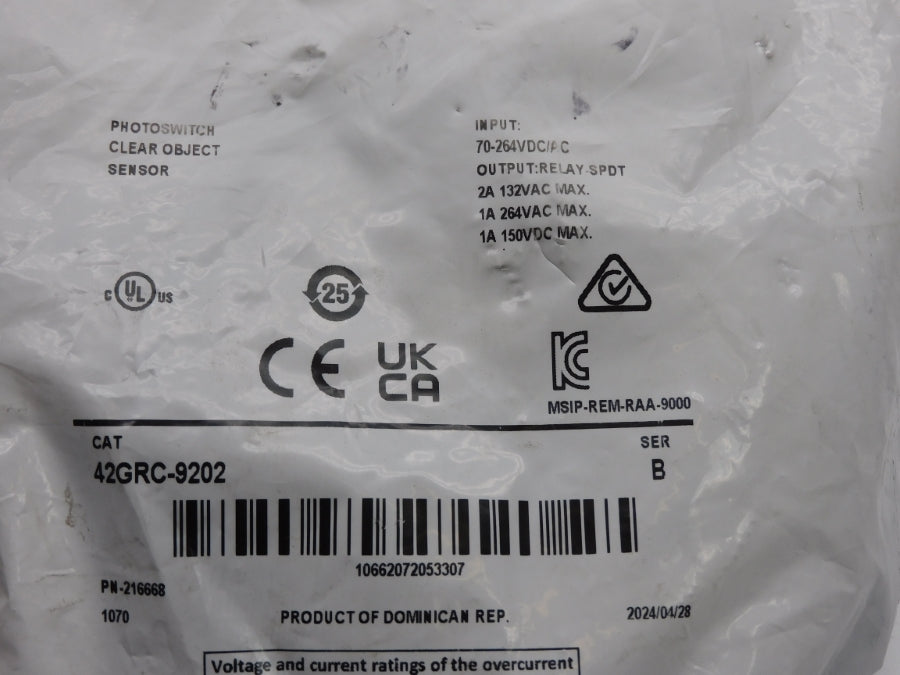 PHOTOSWITCH
CLEAR OBJECT
SENSOR
INPUT:
70-264VDC/AC
OUTPUT:RELAY-SPDT
2A 132VAC MAX.
1A 264VAC MAX.
1A 150VDC MAX.
c UL US
25
CE
UK
CA
KC
MSIP-REM-RAA-9000
CAT
SER
42GRC-9202
B
10662072053307
PN-216668
1070
PRODUCT OF DOMINICAN REP.
2024/04/28
Voltage and current ratings of the overcurrent